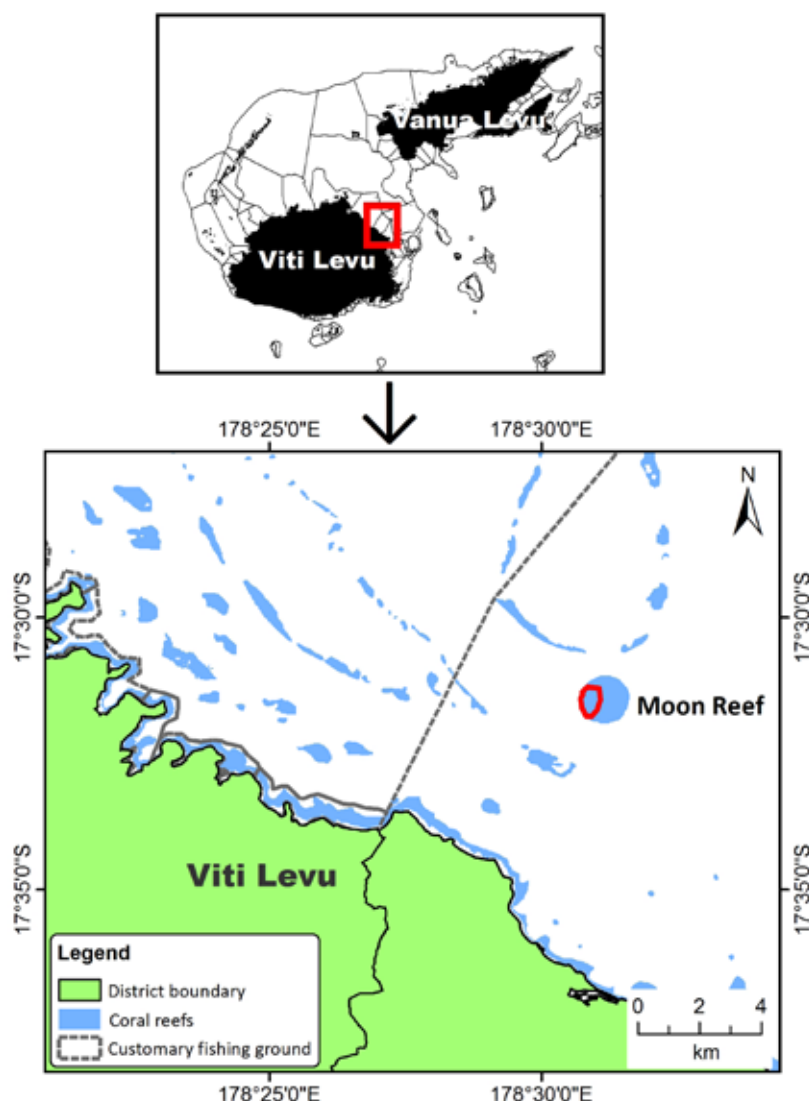 Vanua Levu
Viti Levu
178°25'0"E 178°30'0"E
N
17°30'0"S 17°30'0"S
Moon Reef
Viti Levu
17°35'0"S 17°35'0"S
Legend
District boundary
Coral reefs
Customary fishing ground
0 2 4
km
178°25'0"E 178°30'0"E